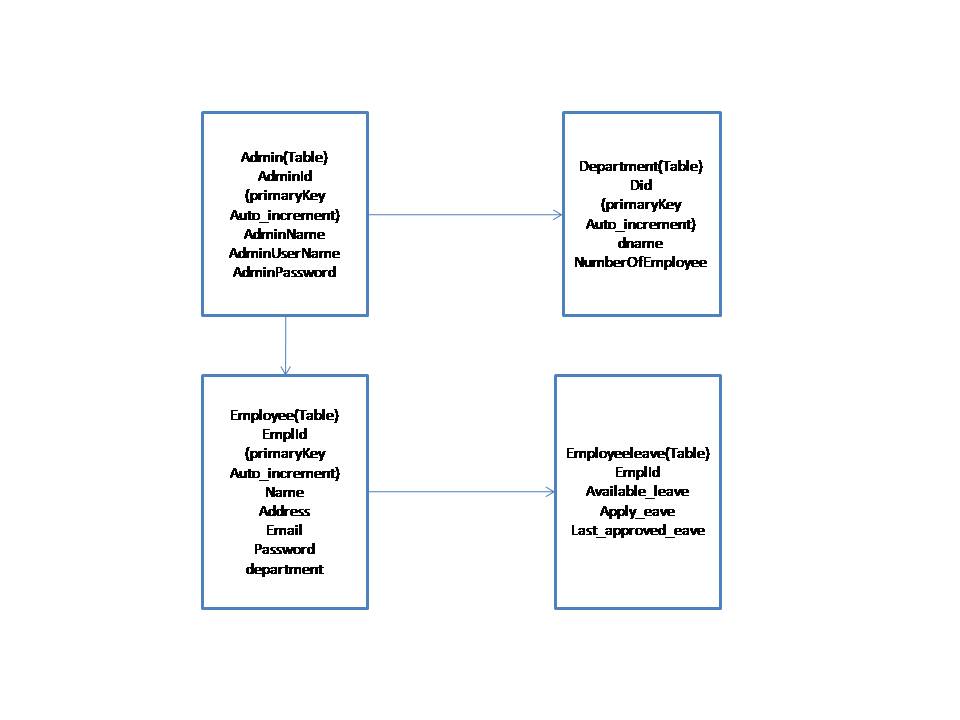 Admin(Table)
AdminId
(primaryKey
Auto_increment)
AdminName
AdminUserName
AdminPassword
Department(Table)
Did
(primaryKey
Auto_increment)
dname
NumberOfEmployee
Employee(Table)
EmplId
(primaryKey
Auto_increment)
Name
Address
Email
Password
department
Employeeleave(Table)
EmplId
Available_leave
Apply_eave
Last_approved_eave